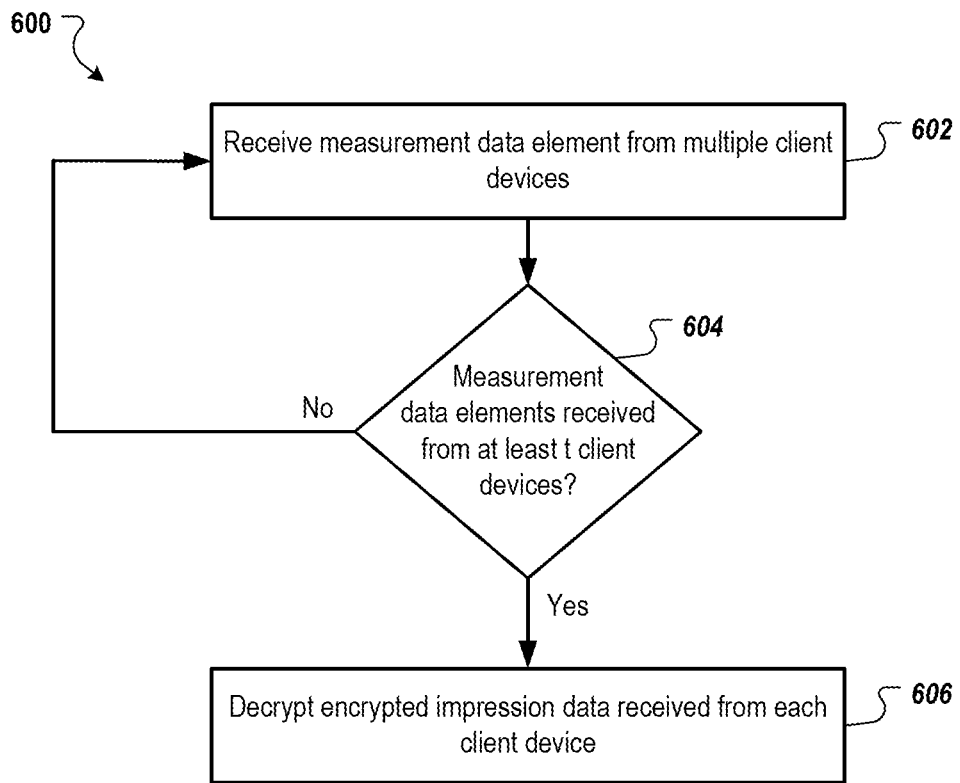 600
Receive measurement data element from multiple client
devices
602
Measurement
data elements received
from at least t client
devices?
604
No
Yes
Decrypt encrypted impression data received from each
client device
606